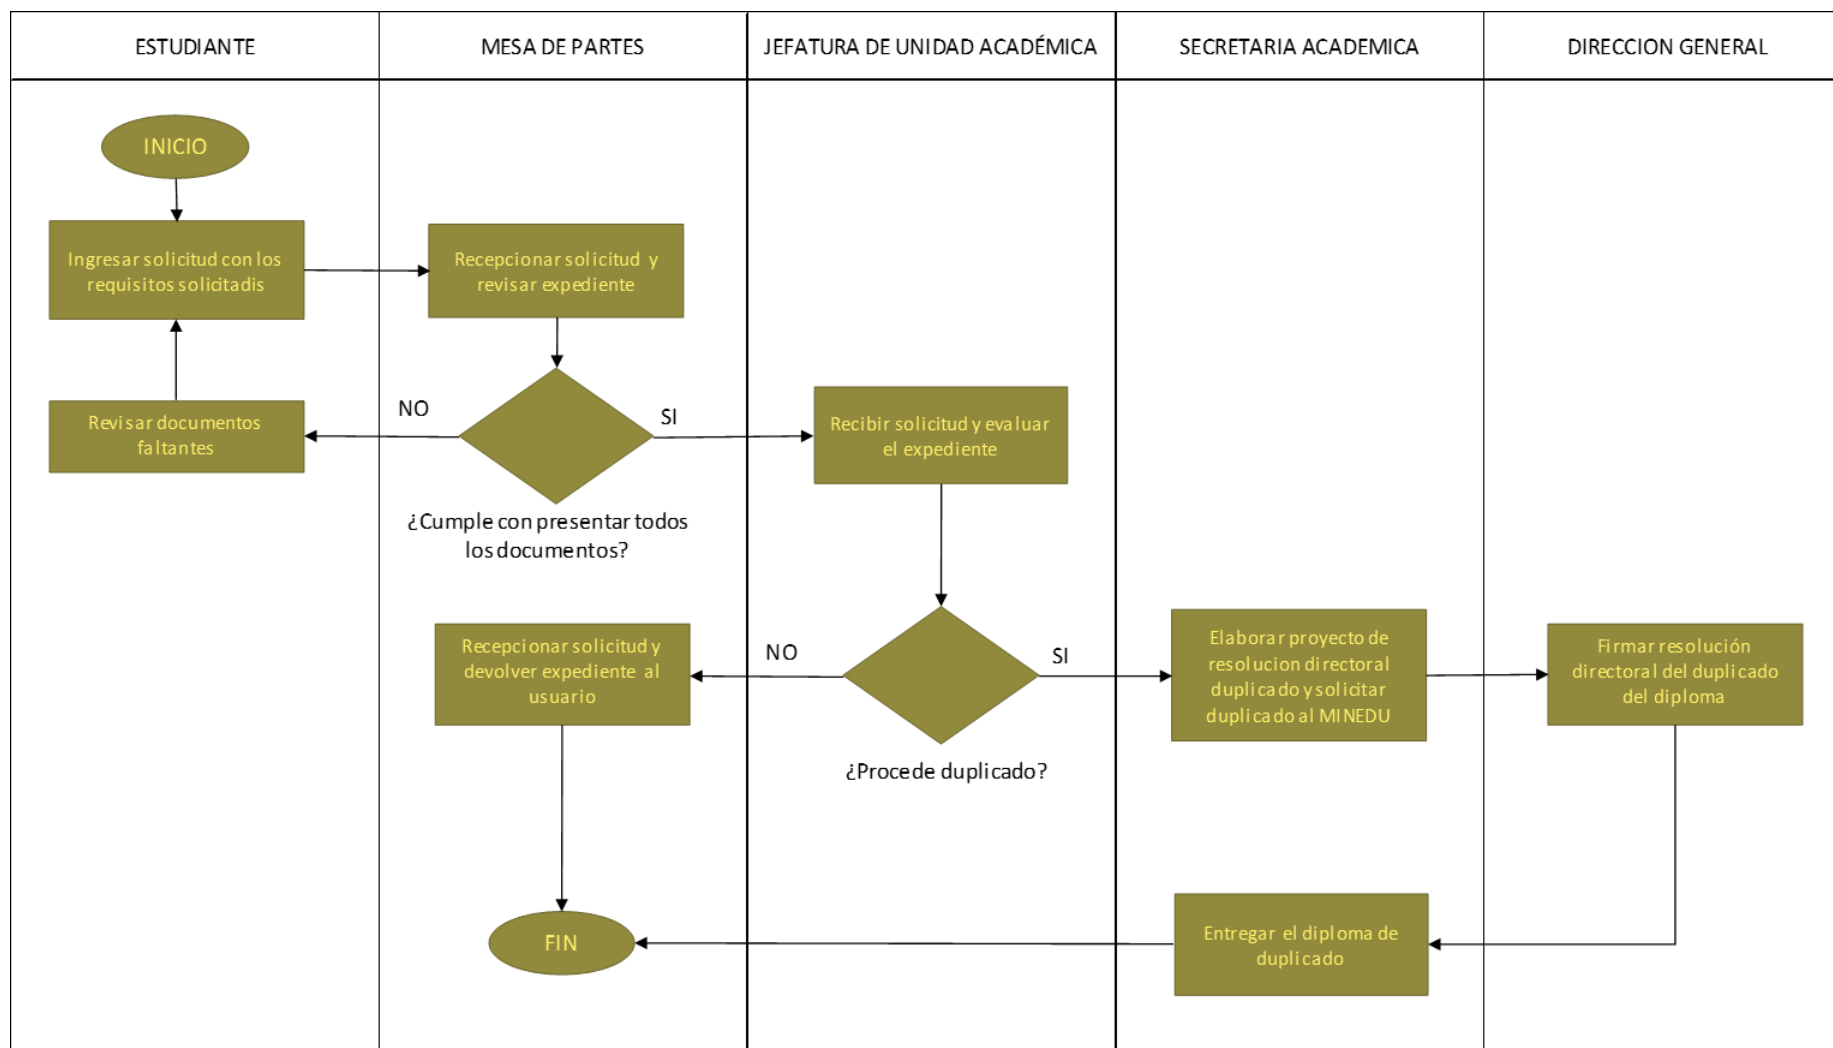 ESTUDIANTE
MESA DE PARTES
JEFATURA DE UNIDAD ACADÉMICA
SECRETARIA ACADEMICA
DIRECCION GENERAL
INICIO
Ingresar solicitud con los
requisitos solicitadis
Recepcionar solicitud y
revisar expediente
Revisar documentos
faltantes
NO
SI
Recibir solicitud y evaluar
el expediente
¿Cumple con presentar todos
los documentos?
Recepcionar solicitud y
devolver expediente al
usuario
NO
SI
Elaborar proyecto de
resolucion directoral
duplicado y solicitar
duplicado al MINEDU
Firmar resolución
directoral del duplicado
del diploma
¿Procede duplicado?
FIN
Entregar el diploma de
duplicado